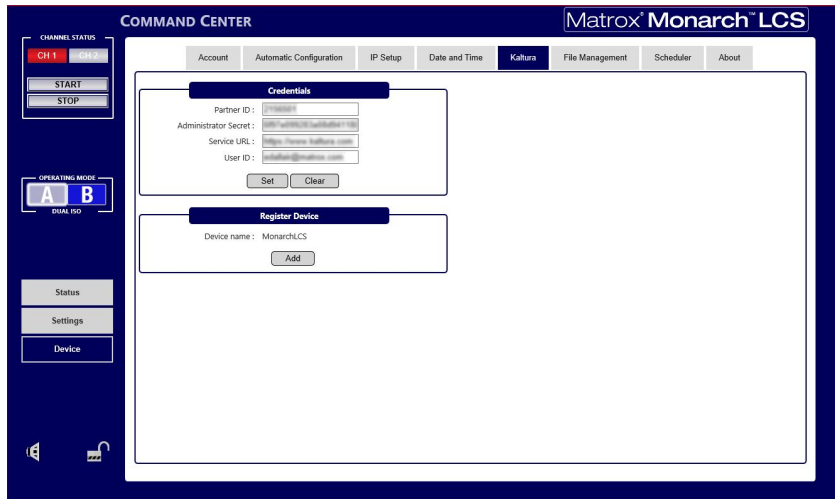 COMMAND CENTER
Matrox® Monarch™ LCS
CHANNEL STATUS
CH 1 CH 2
START
STOP
OPERATING MODE
A B
DUAL ISO
Status
Settings
Device
Account Automatic Configuration IP Setup Date and Time Kaltura File Management Scheduler About
Credentials
Partner ID :
Administrator Secret :
Service URL :
User ID :
Set Clear
Register Device
Device name : MonarchLCS
Add